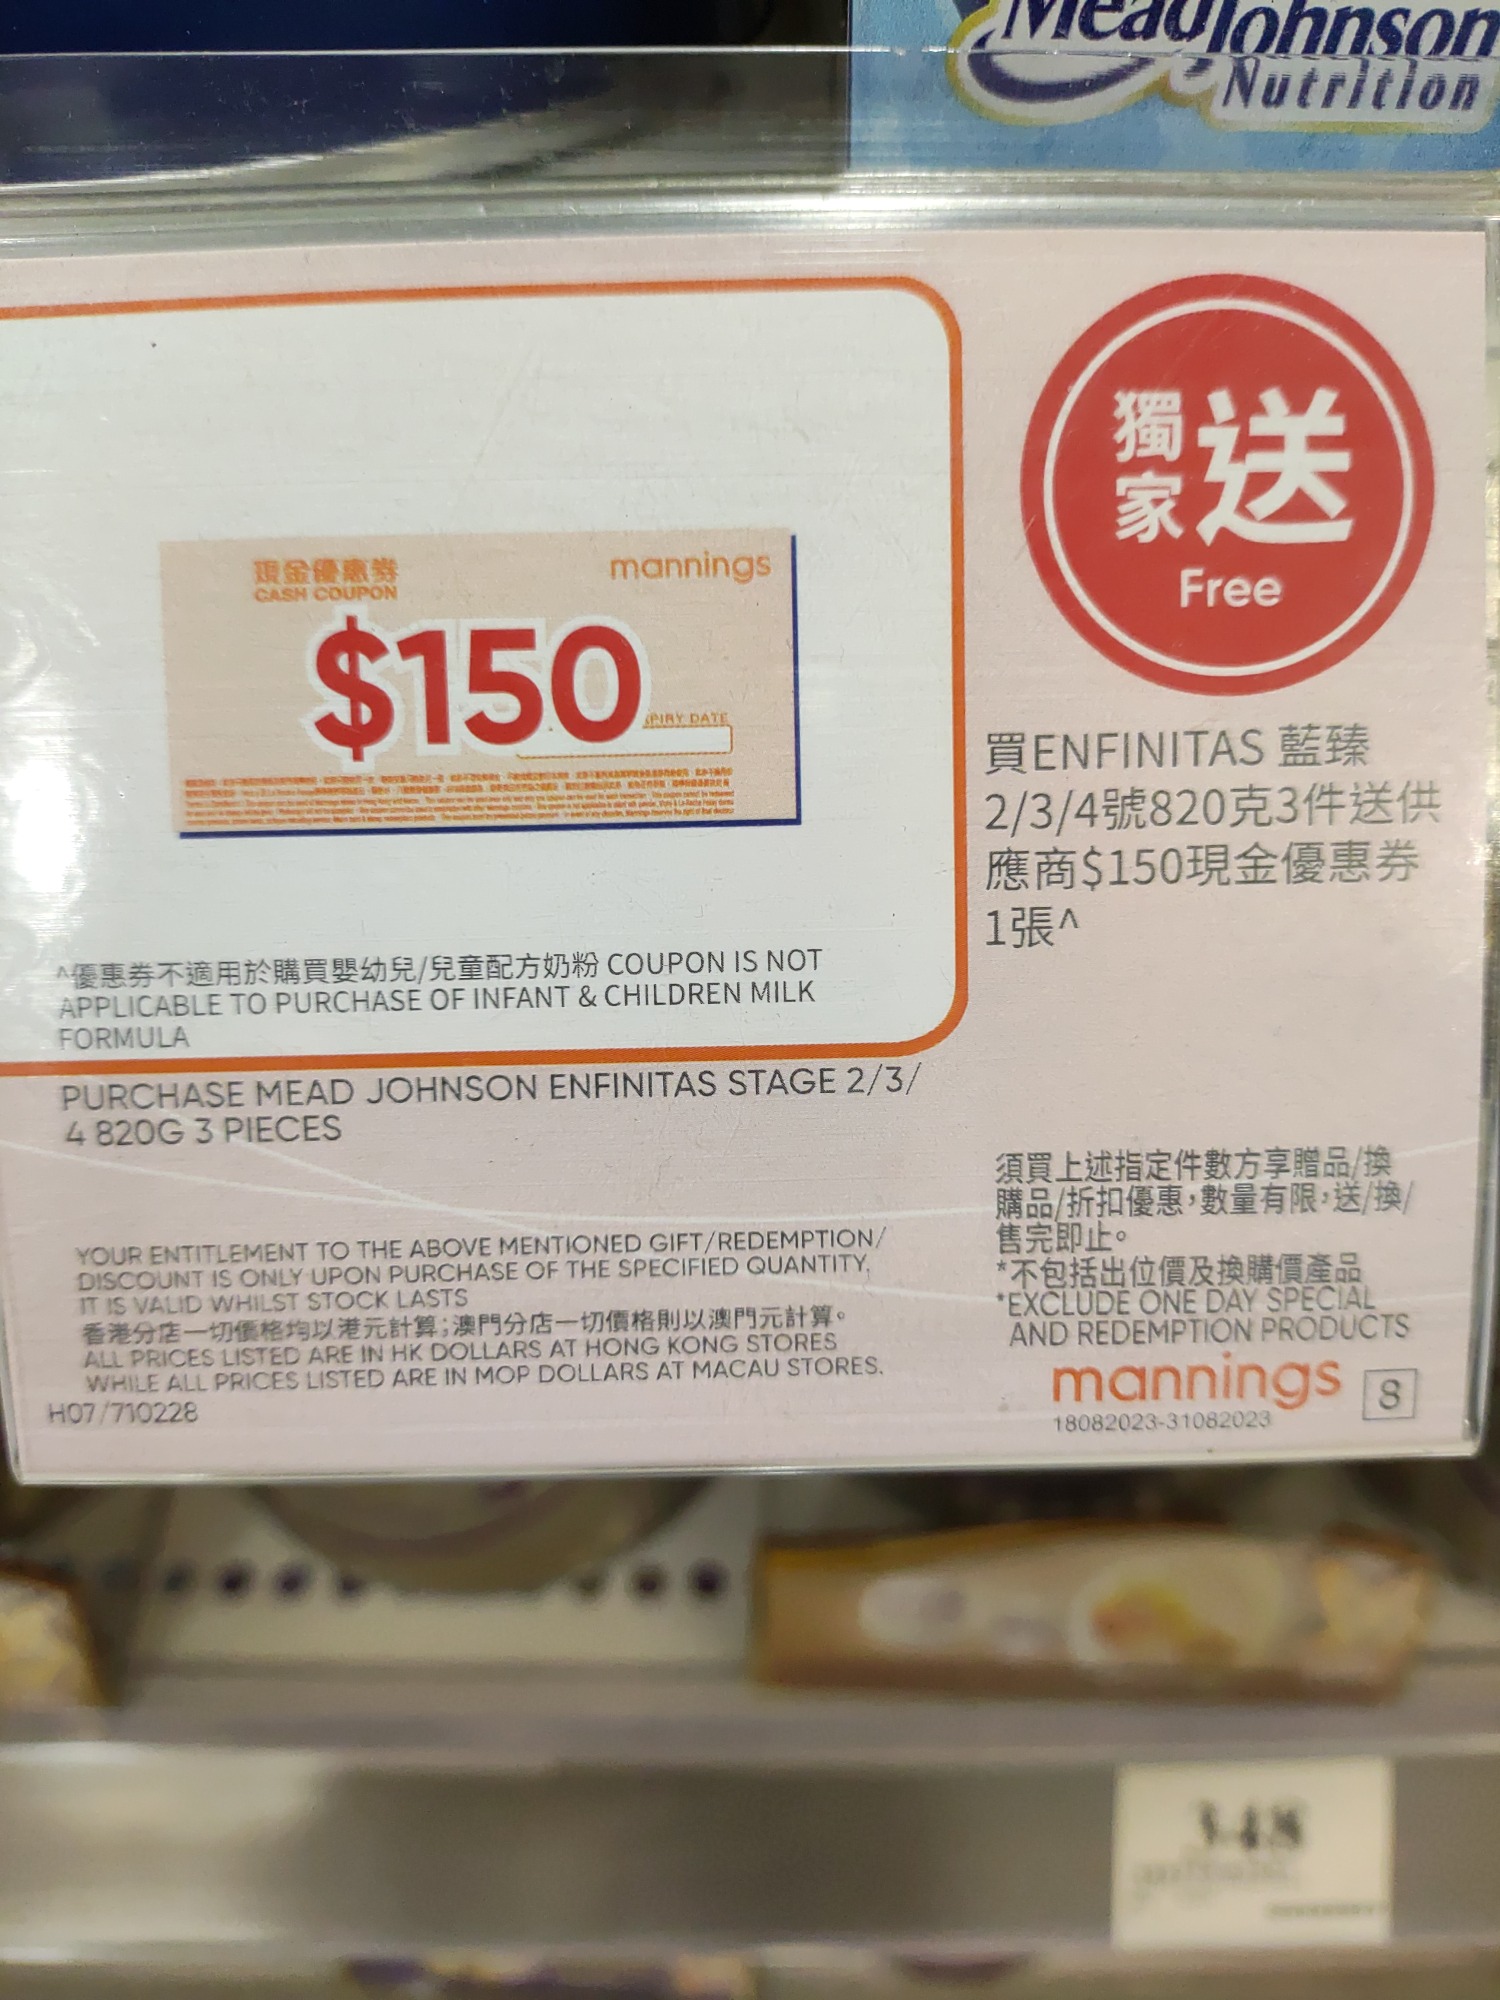 MeadJohnson
Nutrition
獨家送
Free
現金優惠券
CASH COUPON
mannings
$150
PIRY DATE
買ENFINITAS 藍臻
2/3/4號820克3件送供
應商$150現金優惠券
1張^
^優惠券不適用於購買嬰幼兒/兒童配方奶粉 COUPON IS NOT
APPLICABLE TO PURCHASE OF INFANT & CHILDREN MILK
FORMULA
PURCHASE MEAD JOHNSON ENFINITAS STAGE 2/3/
4 820G 3 PIECES
須買上述指定件數方享贈品/換
購品/折扣優惠,數量有限,送/換/
售完即止。
*不包括出位價及換購價產品
*EXCLUDE ONE DAY SPECIAL
AND REDEMPTION PRODUCTS
YOUR ENTITLEMENT TO THE ABOVE MENTIONED GIFT/REDEMPTION/
DISCOUNT IS ONLY UPON PURCHASE OF THE SPECIFIED QUANTITY,
IT IS VALID WHILST STOCK LASTS
香港分店一切價格均以港元計算;澳門分店一切價格則以澳門元計算。
ALL PRICES LISTED ARE IN HK DOLLARS AT HONG KONG STORES
WHILE ALL PRICES LISTED ARE IN MOP DOLLARS AT MACAU STORES.
H07/710228
mannings
18082023-31082023
8